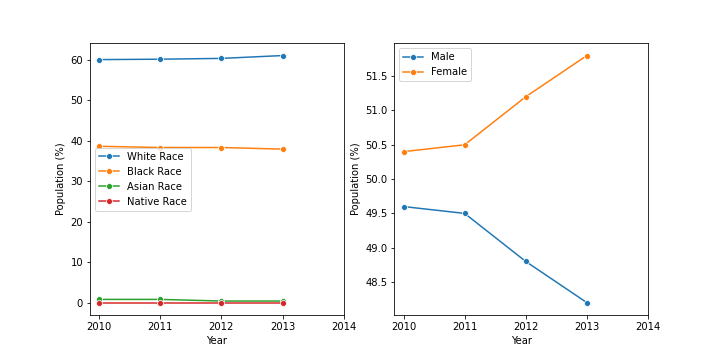 60
50
40
30
20
10
0
Population (%)
White Race
Black Race
Asian Race
Native Race
2010 2011 2012 2013 2014
Year
51.5
51.0
50.5
50.0
49.5
49.0
48.5
Population (%)
Male
Female
2010 2011 2012 2013 2014
Year